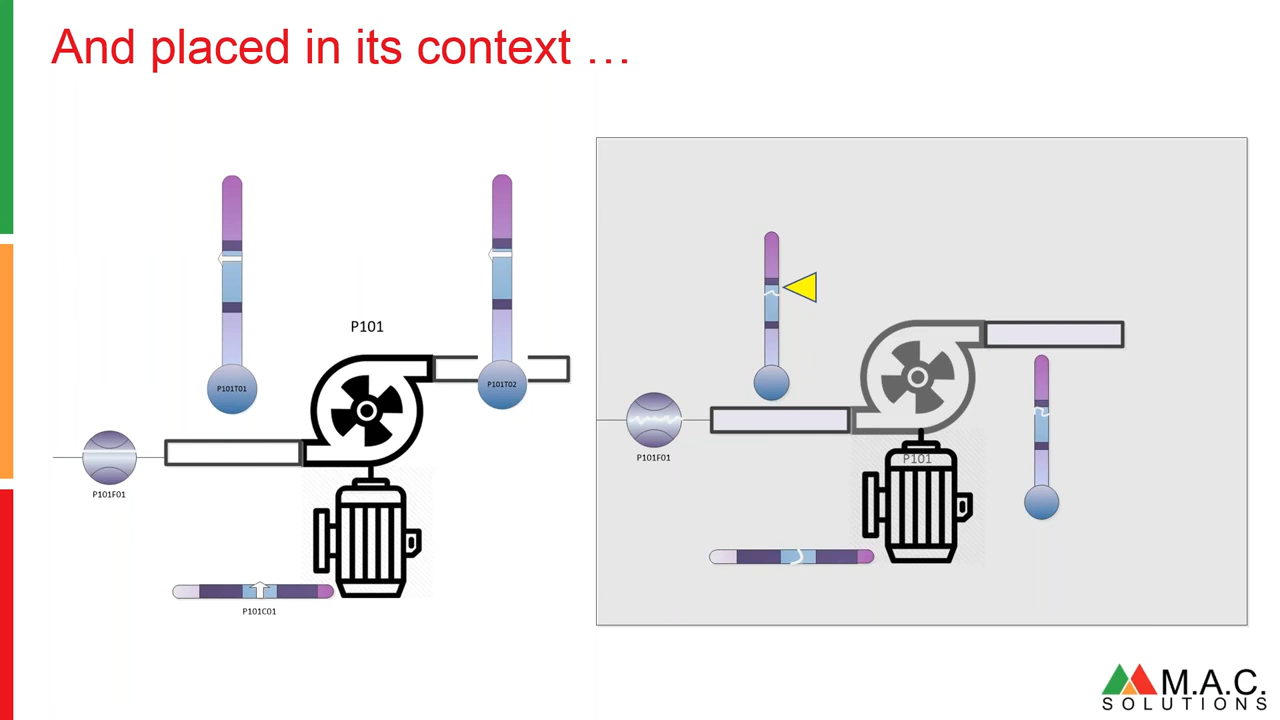 And placed in its context …
P101
P101T01
P101T02
P101F01
P101C01
P101F01
P101
M.A.C.
SOLUTIONS